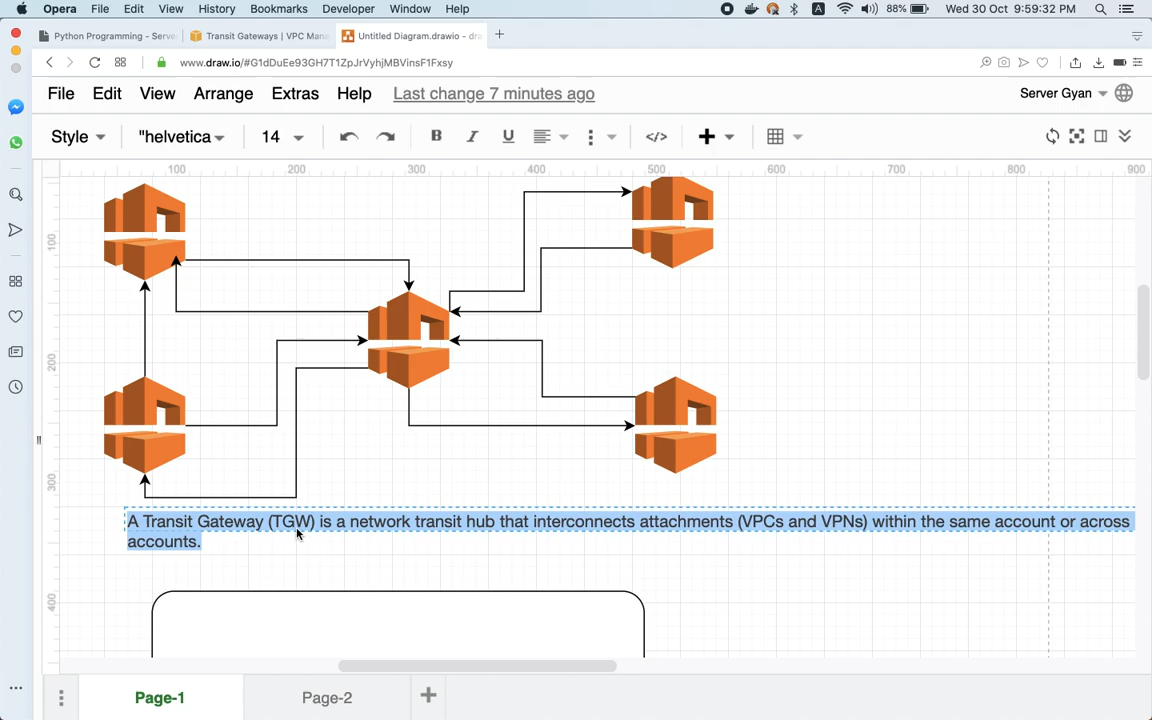 Opera File Edit View History Bookmarks Developer Window Help A 88% Wed 30 Oct 9:59:32 PM
Python Programming - Serve Transit Gateways | VPC Mana Untitled Diagram.drawio - dra
www.draw.io/#G1dDuEe93GH7T1ZpJrVyhjMBVinsF1Fxsy
File Edit View Arrange Extras Help Last change 7 minutes ago Server Gyan
Style "helvetica 14 B I U
100 200 300 400 500 600 700 800 900
100
200
300
A Transit Gateway (TGW) is a network transit hub that interconnects attachments (VPCs and VPNs) within the same account or across
accounts.
400
Page-1 Page-2